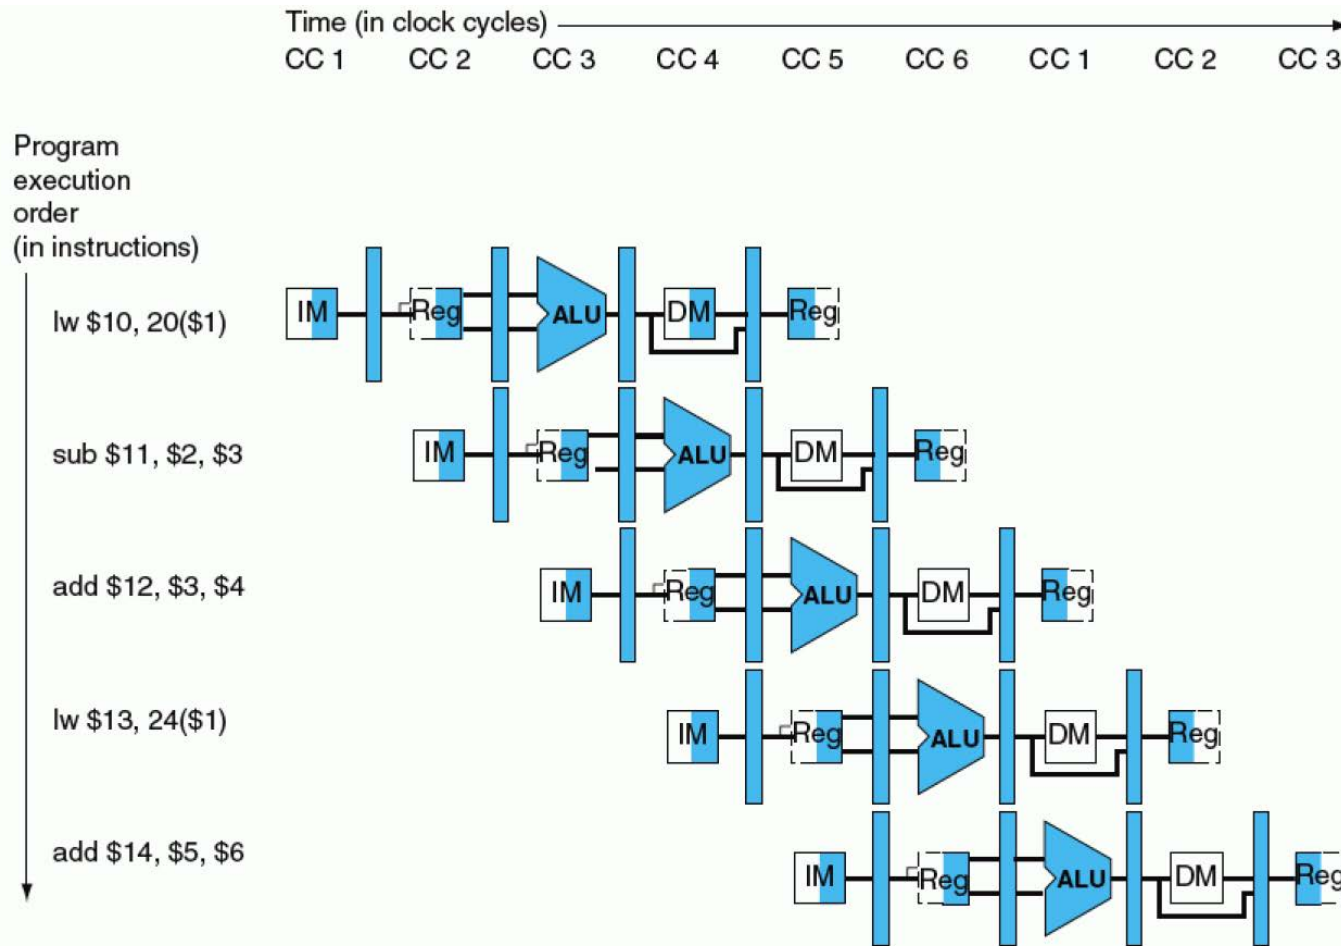 Time (in clock cycles)
CC 1 CC 2 CC 3 CC 4 CC 5 CC 6 CC 1 CC 2 CC 3
Program
execution
order
(in instructions)
lw $10, 20($1)
IM Reg ALU DM Reg
sub $11, $2, $3
IM Reg ALU DM Reg
add $12, $3, $4
IM Reg ALU DM Reg
lw $13, 24($1)
IM Reg ALU DM Reg
add $14, $5, $6
IM Reg ALU DM Reg